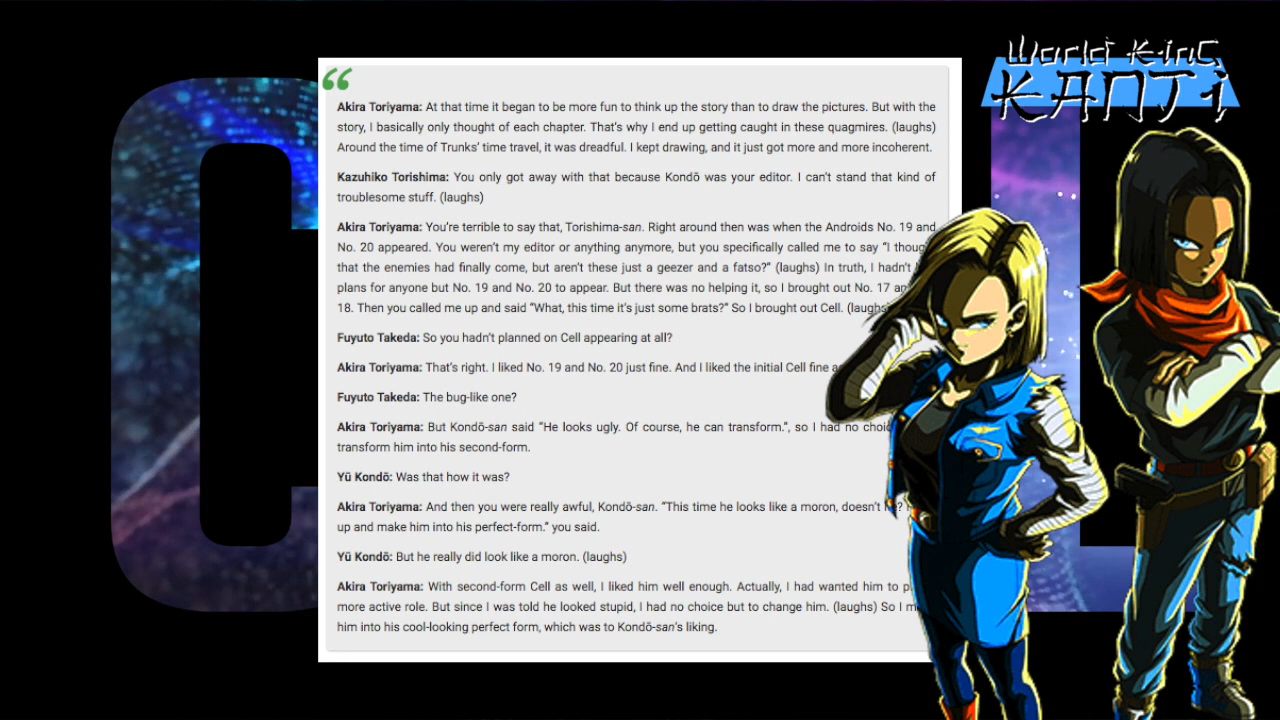 World King
KANJI
“
Akira Toriyama: At that time it began to be more fun to think up the story than to draw the pictures. But with the
story, I basically only thought of each chapter. That’s why I end up getting caught in these quagmires. (laughs)
Around the time of Trunks’ time travel, it was dreadful. I kept drawing, and it just got more and more incoherent.
Kazuhiko Torishima: You only got away with that because Kondō was your editor. I can’t stand that kind of
troublesome stuff. (laughs)
Akira Toriyama: You’re terrible to say that, Torishima-san. Right around then was when the Androids No. 19 and
No. 20 appeared. You weren’t my editor or anything anymore, but you specifically called me to say “I
that the enemies had finally come, but aren’t these just a geezer and a fatso?” (laughs) In truth, I hadn’t
plans for anyone but No. 19 and No. 20 to appear. But there was no helping it, so I brought out No. 17
18. Then you called me up and said “What, this time it’s just some brats?” So I brought out Cell. (laughs
Fuyuto Takeda: So you hadn’t planned on Cell appearing at all?
Akira Toriyama: That’s right. I liked No. 19 and No. 20 just fine. And I liked the initial Cell fine
Fuyuto Takeda: The bug-like one?
Akira Toriyama: But Kondō-san said “He looks ugly. Of course, he can transform.”, so I had no
transform him into his second-form.
Yū Kondō: Was that how it was?
Akira Toriyama: And then you were really awful, Kondō-san. “This time he looks like a moron, doesn’t
up and make him into his perfect-form.” you said.
Yū Kondō: But he really did look like a moron. (laughs)
Akira Toriyama: With second-form Cell as well, I liked him well enough. Actually, I had wanted him to
more active role. But since I was told he looked stupid, I had no choice but to change him. (laughs) So I
him into his cool-looking perfect form, which was to Kondō-san’s liking.